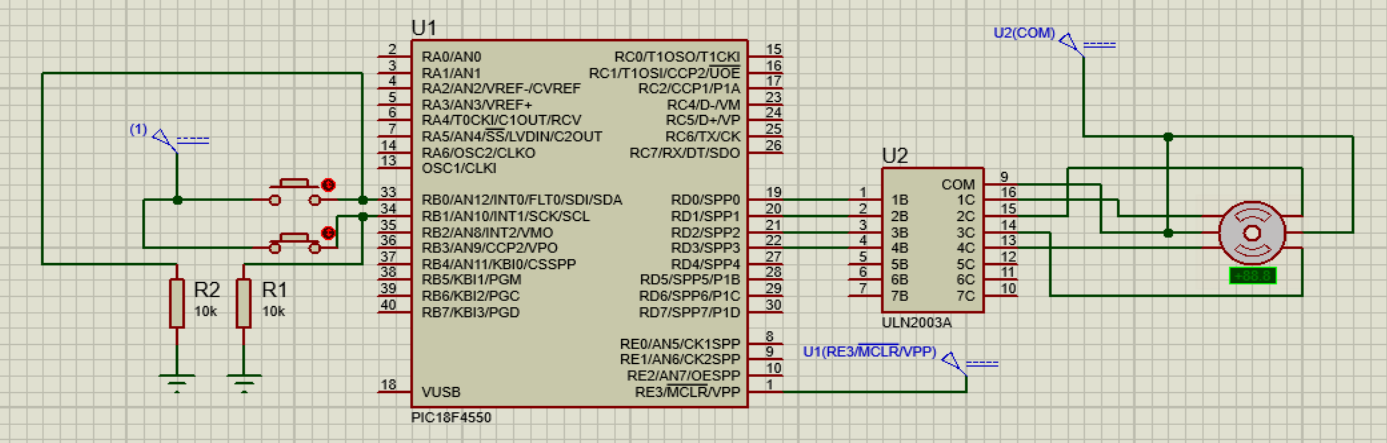 U1
2 RA0/AN0 RC0/T1OSO/T1CKI 15
3 RA1/AN1 RC1/T1OSI/CCP2/UOE 16
4 RA2/AN2/VREF-/CVREF RC2/CCP1/P1A 17
5 RA3/AN3/VREF+ RC4/D-/VM 23
6 RA4/T0CKI/C1OUT/RCV RC5/D+/VP 24
7 RA5/AN4/SS/LVDIN/C2OUT RC6/TX/CK 25
14 RA6/OSC2/CLKO RC7/RX/DT/SDO 26
13 OSC1/CLKI
33 RB0/AN12/INT0/FLT0/SDI/SDA RD0/SPP0 19
34 RB1/AN10/INT1/SCK/SCL RD1/SPP1 20
35 RB2/AN8/INT2/VMO RD2/SPP2 21
36 RB3/AN9/CCP2/VPO RD3/SPP3 22
37 RB4/AN11/KBI0/CSSPP RD4/SPP4 27
38 RB5/KBI1/PGM RD5/SPP5/P1B 28
39 RB6/KBI2/PGC RD6/SPP6/P1C 29
40 RB7/KBI3/PGD RD7/SPP7/P1D 30
RE0/AN5/CK1SPP 8
RE1/AN6/CK2SPP 9
RE2/AN7/OESPP 10
18 VUSB RE3/MCLR/VPP 1
PIC18F4550
(1)
R2
10k
R1
10k
U2
COM 9
1 1B 1C 16
2 2B 2C 15
3 3B 3C 14
4 4B 4C 13
5 5B 5C 12
6 6B 6C 11
7 7B 7C 10
ULN2003A
U1(RE3/MCLR/VPP)
U2(COM)
+88.8